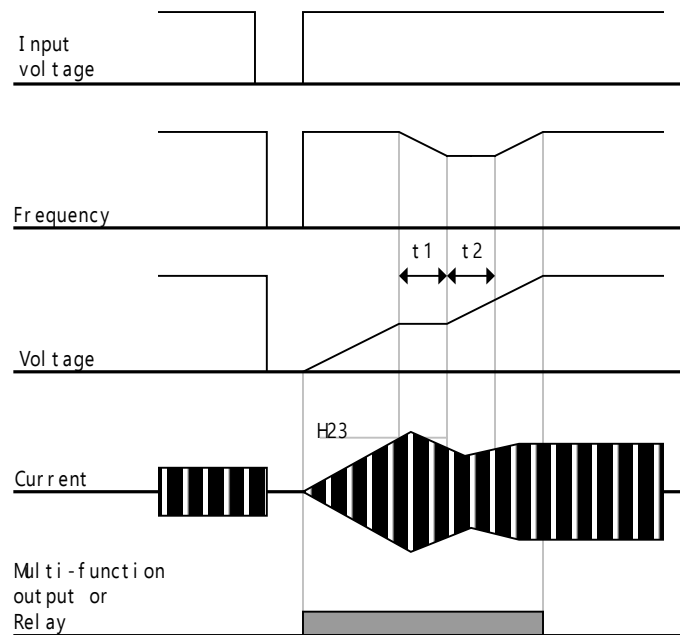 Input
voltage
Frequency
t1 t2
Voltage
H23
Current
Multi-function
output or
Relay